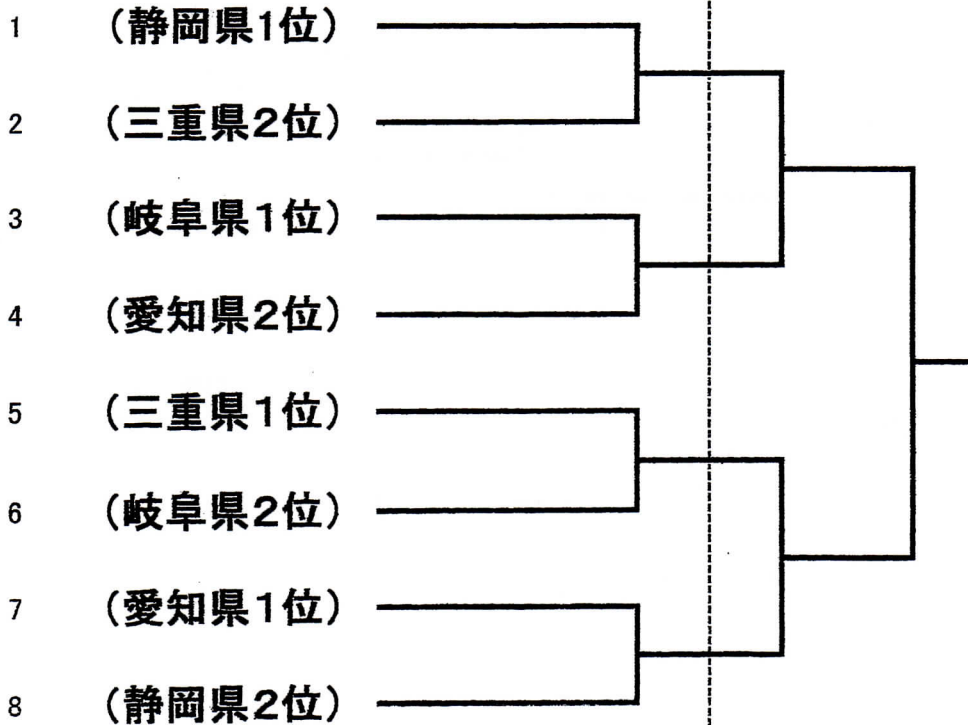 1 （静岡県1位）
2 （三重県2位）
3 （岐阜県1位）
4 （愛知県2位）
5 （三重県1位）
6 （岐阜県2位）
7 （愛知県1位）
8 （静岡県2位）